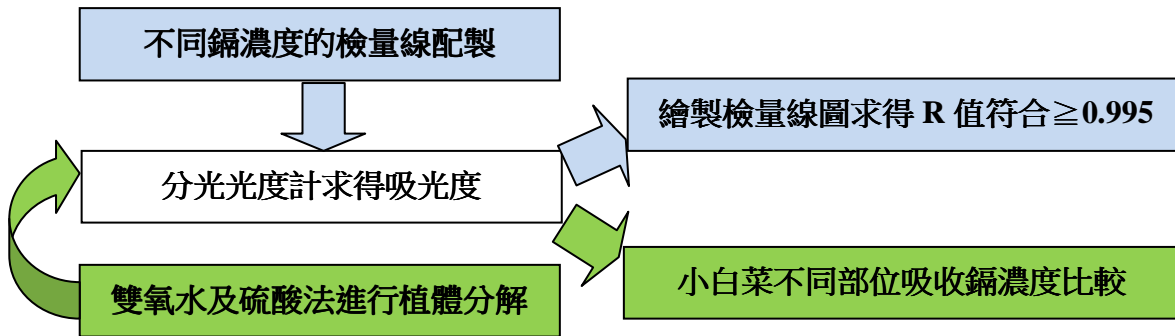 不同鎘濃度的檢量線配製
繪製檢量線圖求得 R 值符合≧0.995
分光光度計求得吸光度
雙氧水及硫酸法進行植體分解
小白菜不同部位吸收鎘濃度比較